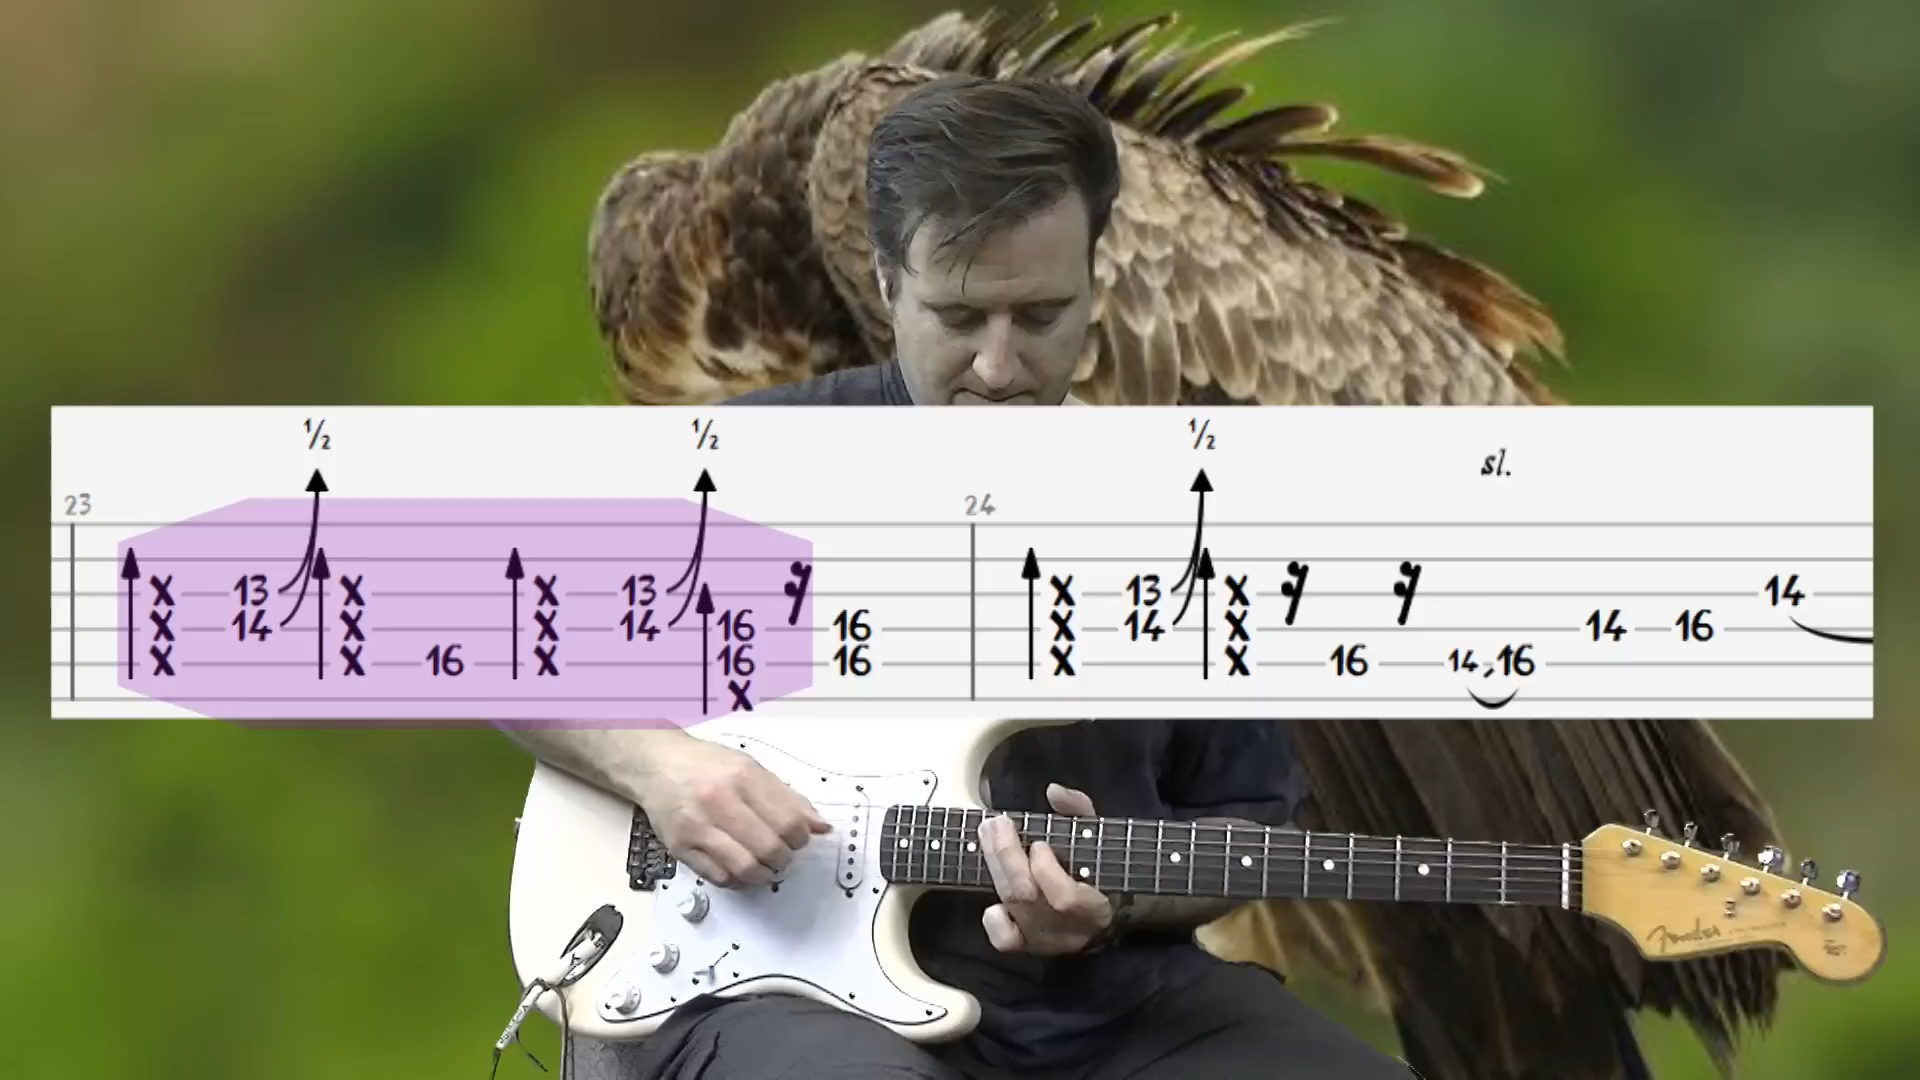 ½ ½ ½
sl.
23 24
X 13 X X 13 X 13 X 14
X 14 X X 14 16 16 X 14 X 14 16
X X 16 X 16 16 X X 16 14 16
X
Fender